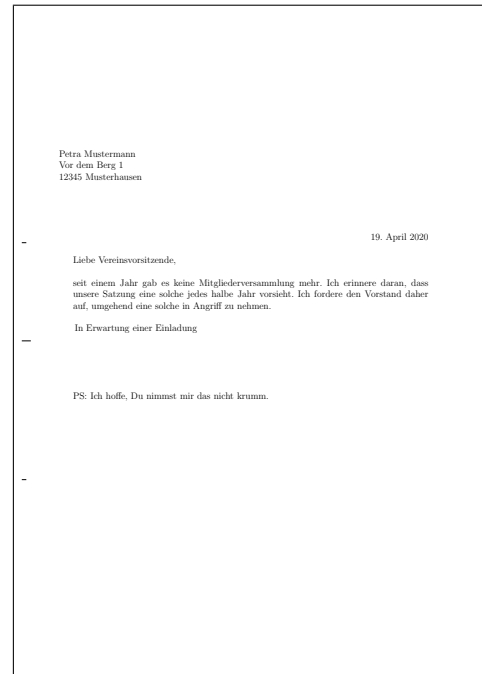 Petra Mustermann
Vor dem Berg 1
12345 Musterhausen
19. April 2020
Liebe Vereinsvorsitzende,
seit einem Jahr gab es keine Mitgliederversammlung mehr. Ich erinnere daran, dass
unsere Satzung eine solche jedes halbe Jahr vorsieht. Ich fordere den Vorstand daher
auf, umgehend eine solche in Angriff zu nehmen.
In Erwartung einer Einladung
PS: Ich hoffe, Du nimmst mir das nicht krumm.